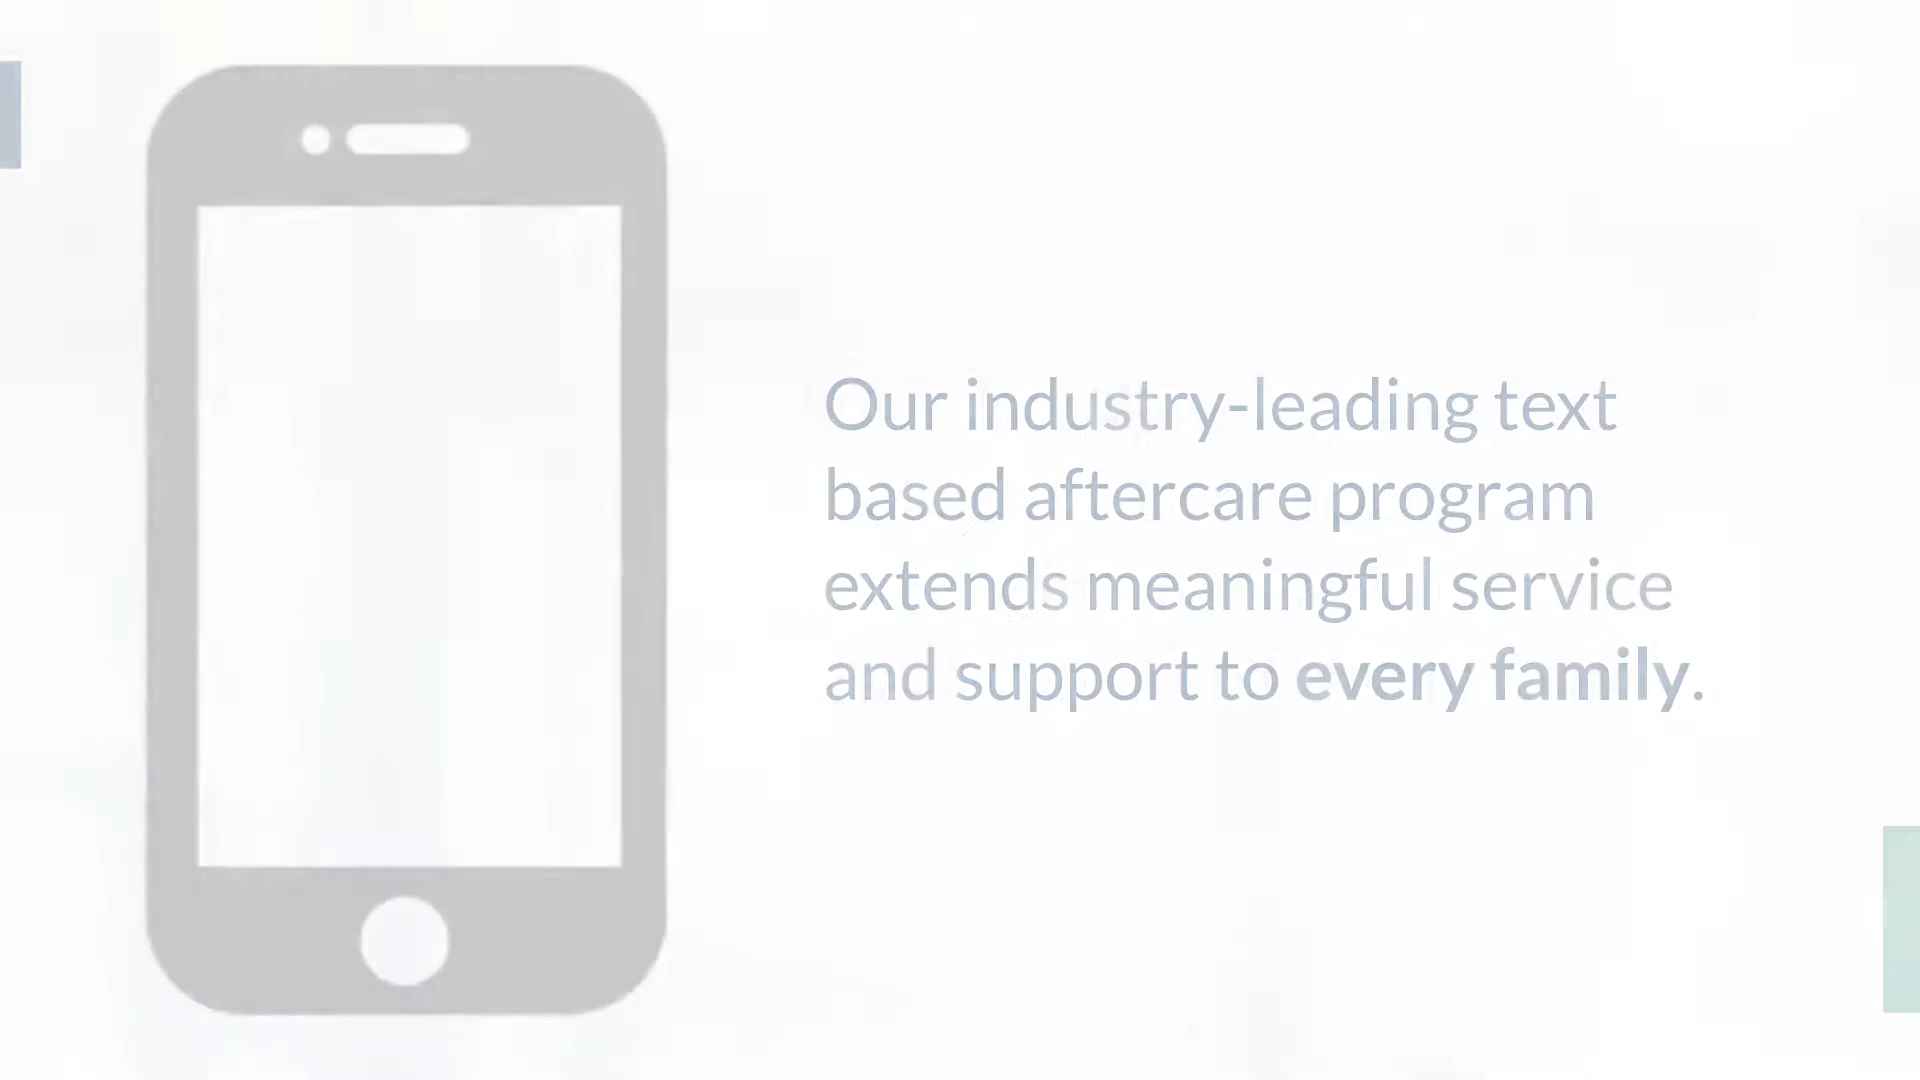 Our industry-leading text
based aftercare program
extends meaningful service
and support to every family.